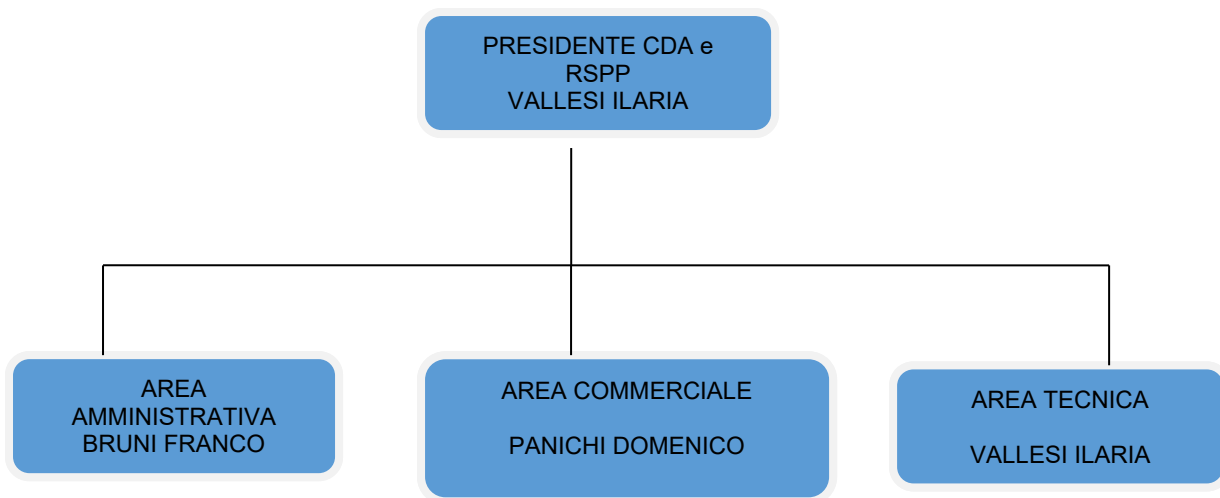 PRESIDENTE CDA e
RSPP
VALLESI ILARIA
AREA
AMMINISTRATIVA
BRUNI FRANCO
AREA COMMERCIALE
PANICHI DOMENICO
AREA TECNICA
VALLESI ILARIA